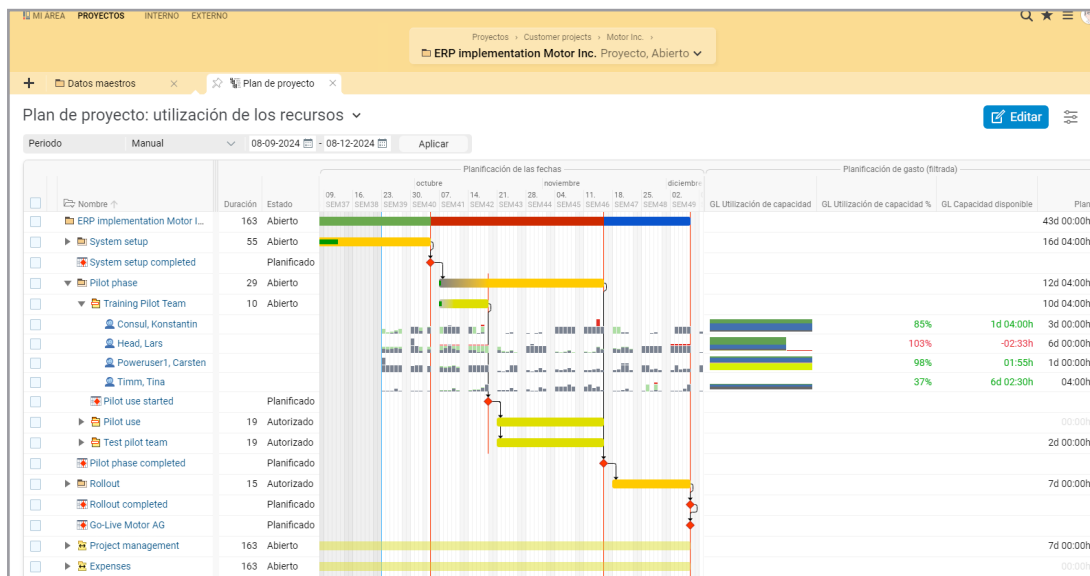 MI ÁREA PROYECTOS INTERNO EXTERNO
Proyectos › Customer projects › Motor Inc. ›
ERP implementation Motor Inc. Proyecto, Abierto
Datos maestros × Plan de proyecto ×
Plan de proyecto: utilización de los recursos
Editar
Periodo Manual 08-09-2024 - 08-12-2024 Aplicar
Planificación de las fechas Planificación de gasto (filtrada)
octubre noviembre diciembre
09. 16. 23. 30. 07. 14. 21. 28. 04. 11. 18. 25. 02.
Nombre Duración Estado SEM37 SEM38 SEM39 SEM40 SEM41 SEM42 SEM43 SEM44 SEM45 SEM46 SEM47 SEM48 SEM49 GL Utilización de capacidad GL Utilización de capacidad % GL Capacidad disponible Plan
ERP implementation Motor I... 163 Abierto 43d 00:00h
System setup 55 Abierto 16d 04:00h
System setup completed Planificado
Pilot phase 29 Abierto 12d 04:00h
Training Pilot Team 10 Abierto 10d 04:00h
Consul, Konstantin 85% 1d 04:00h 3d 00:00h
Head, Lars 103% -02:33h 6d 00:00h
Poweruser1, Carsten 98% 01:55h 1d 00:00h
Timm, Tina 37% 6d 02:30h 04:00h
Pilot use started Planificado
Pilot use 19 Autorizado 00:00h
Test pilot team 19 Autorizado 2d 00:00h
Pilot phase completed Planificado
Rollout 15 Autorizado 7d 00:00h
Rollout completed Planificado
Go-Live Motor AG Planificado
Project management 163 Abierto 7d 00:00h
Expenses 163 Abierto 00:00h